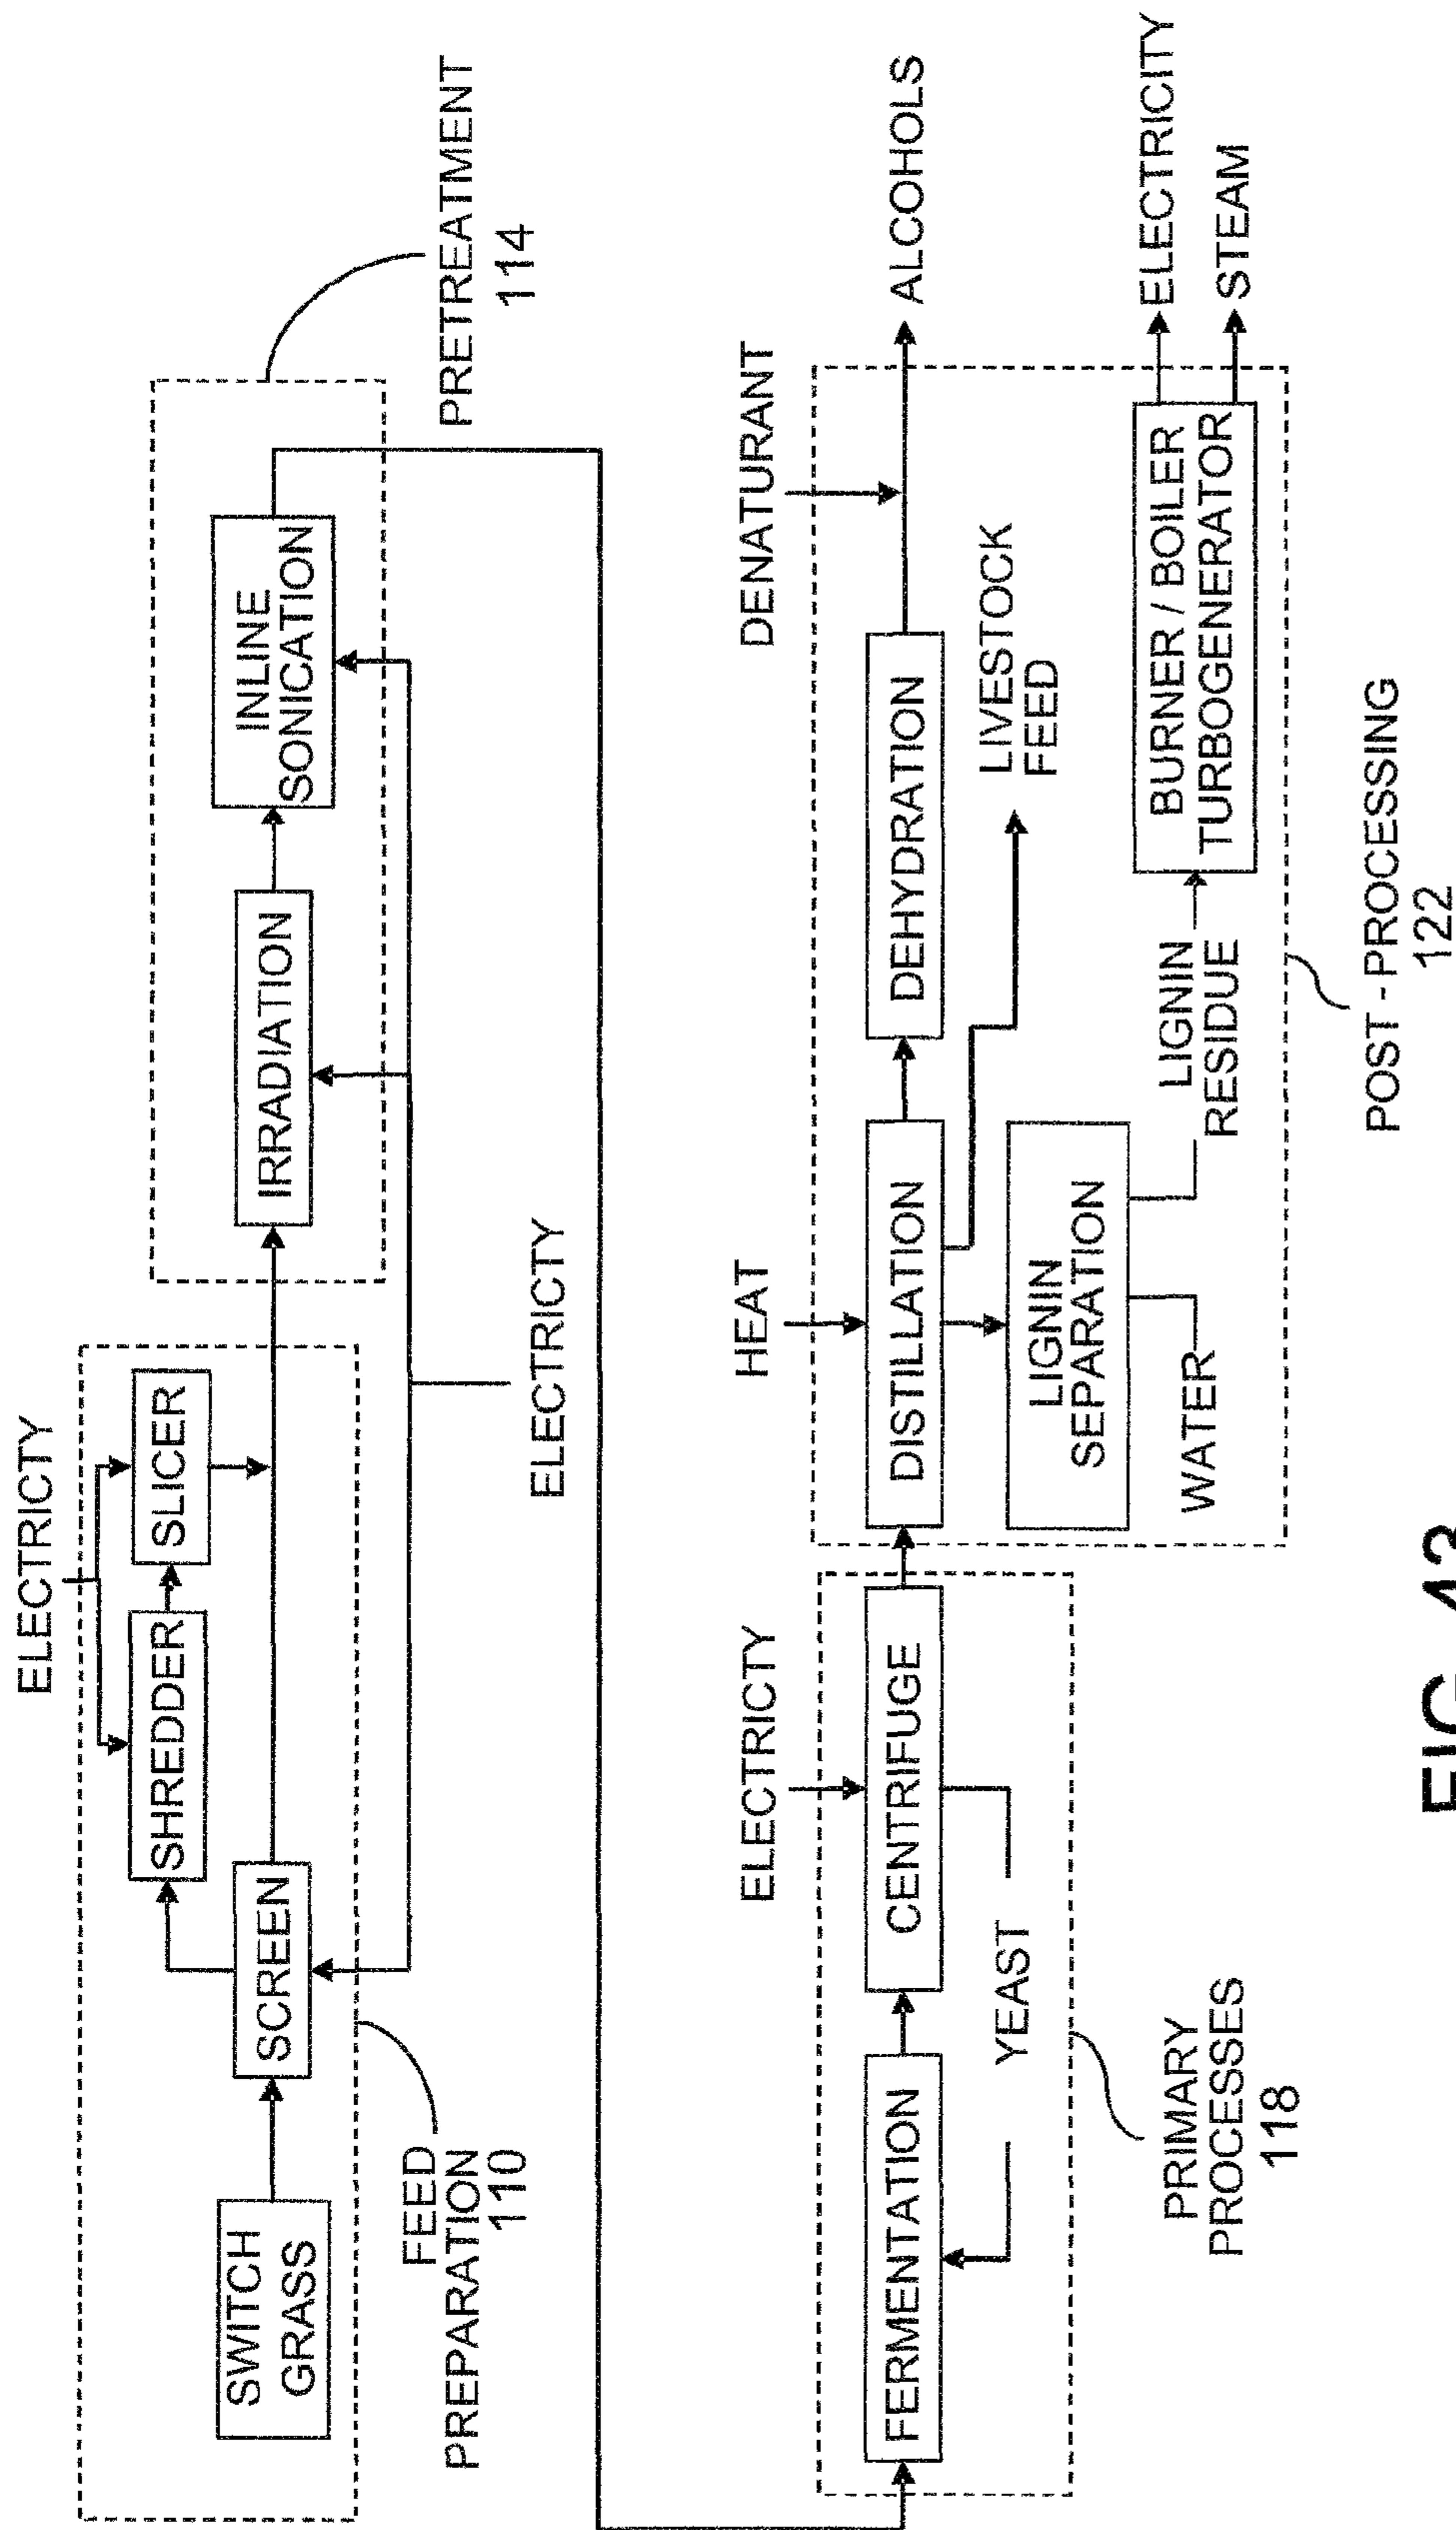 ELECTRICTY
SHREDDER
SLICER
SWITCH
GRASS
SCREEN
IRRADIATION
INLINE
SONICATION
FEED
PREPARATION
110
ELECTRICTY
PRETREATMENT
114
ELECTRICTY
HEAT
DENATURANT
FERMENTATION
CENTRIFUGE
DISTILLATION
DEHYDRATION
ALCOHOLS
YEAST
LIVESTOCK
FEED
LIGNIN
SEPARATION
WATER
LIGNIN
RESIDUE
BURNER / BOILER
TURBOGENERATOR
ELECTRICITY
STEAM
PRIMARY
PROCESSES
118
POST - PROCESSING
122